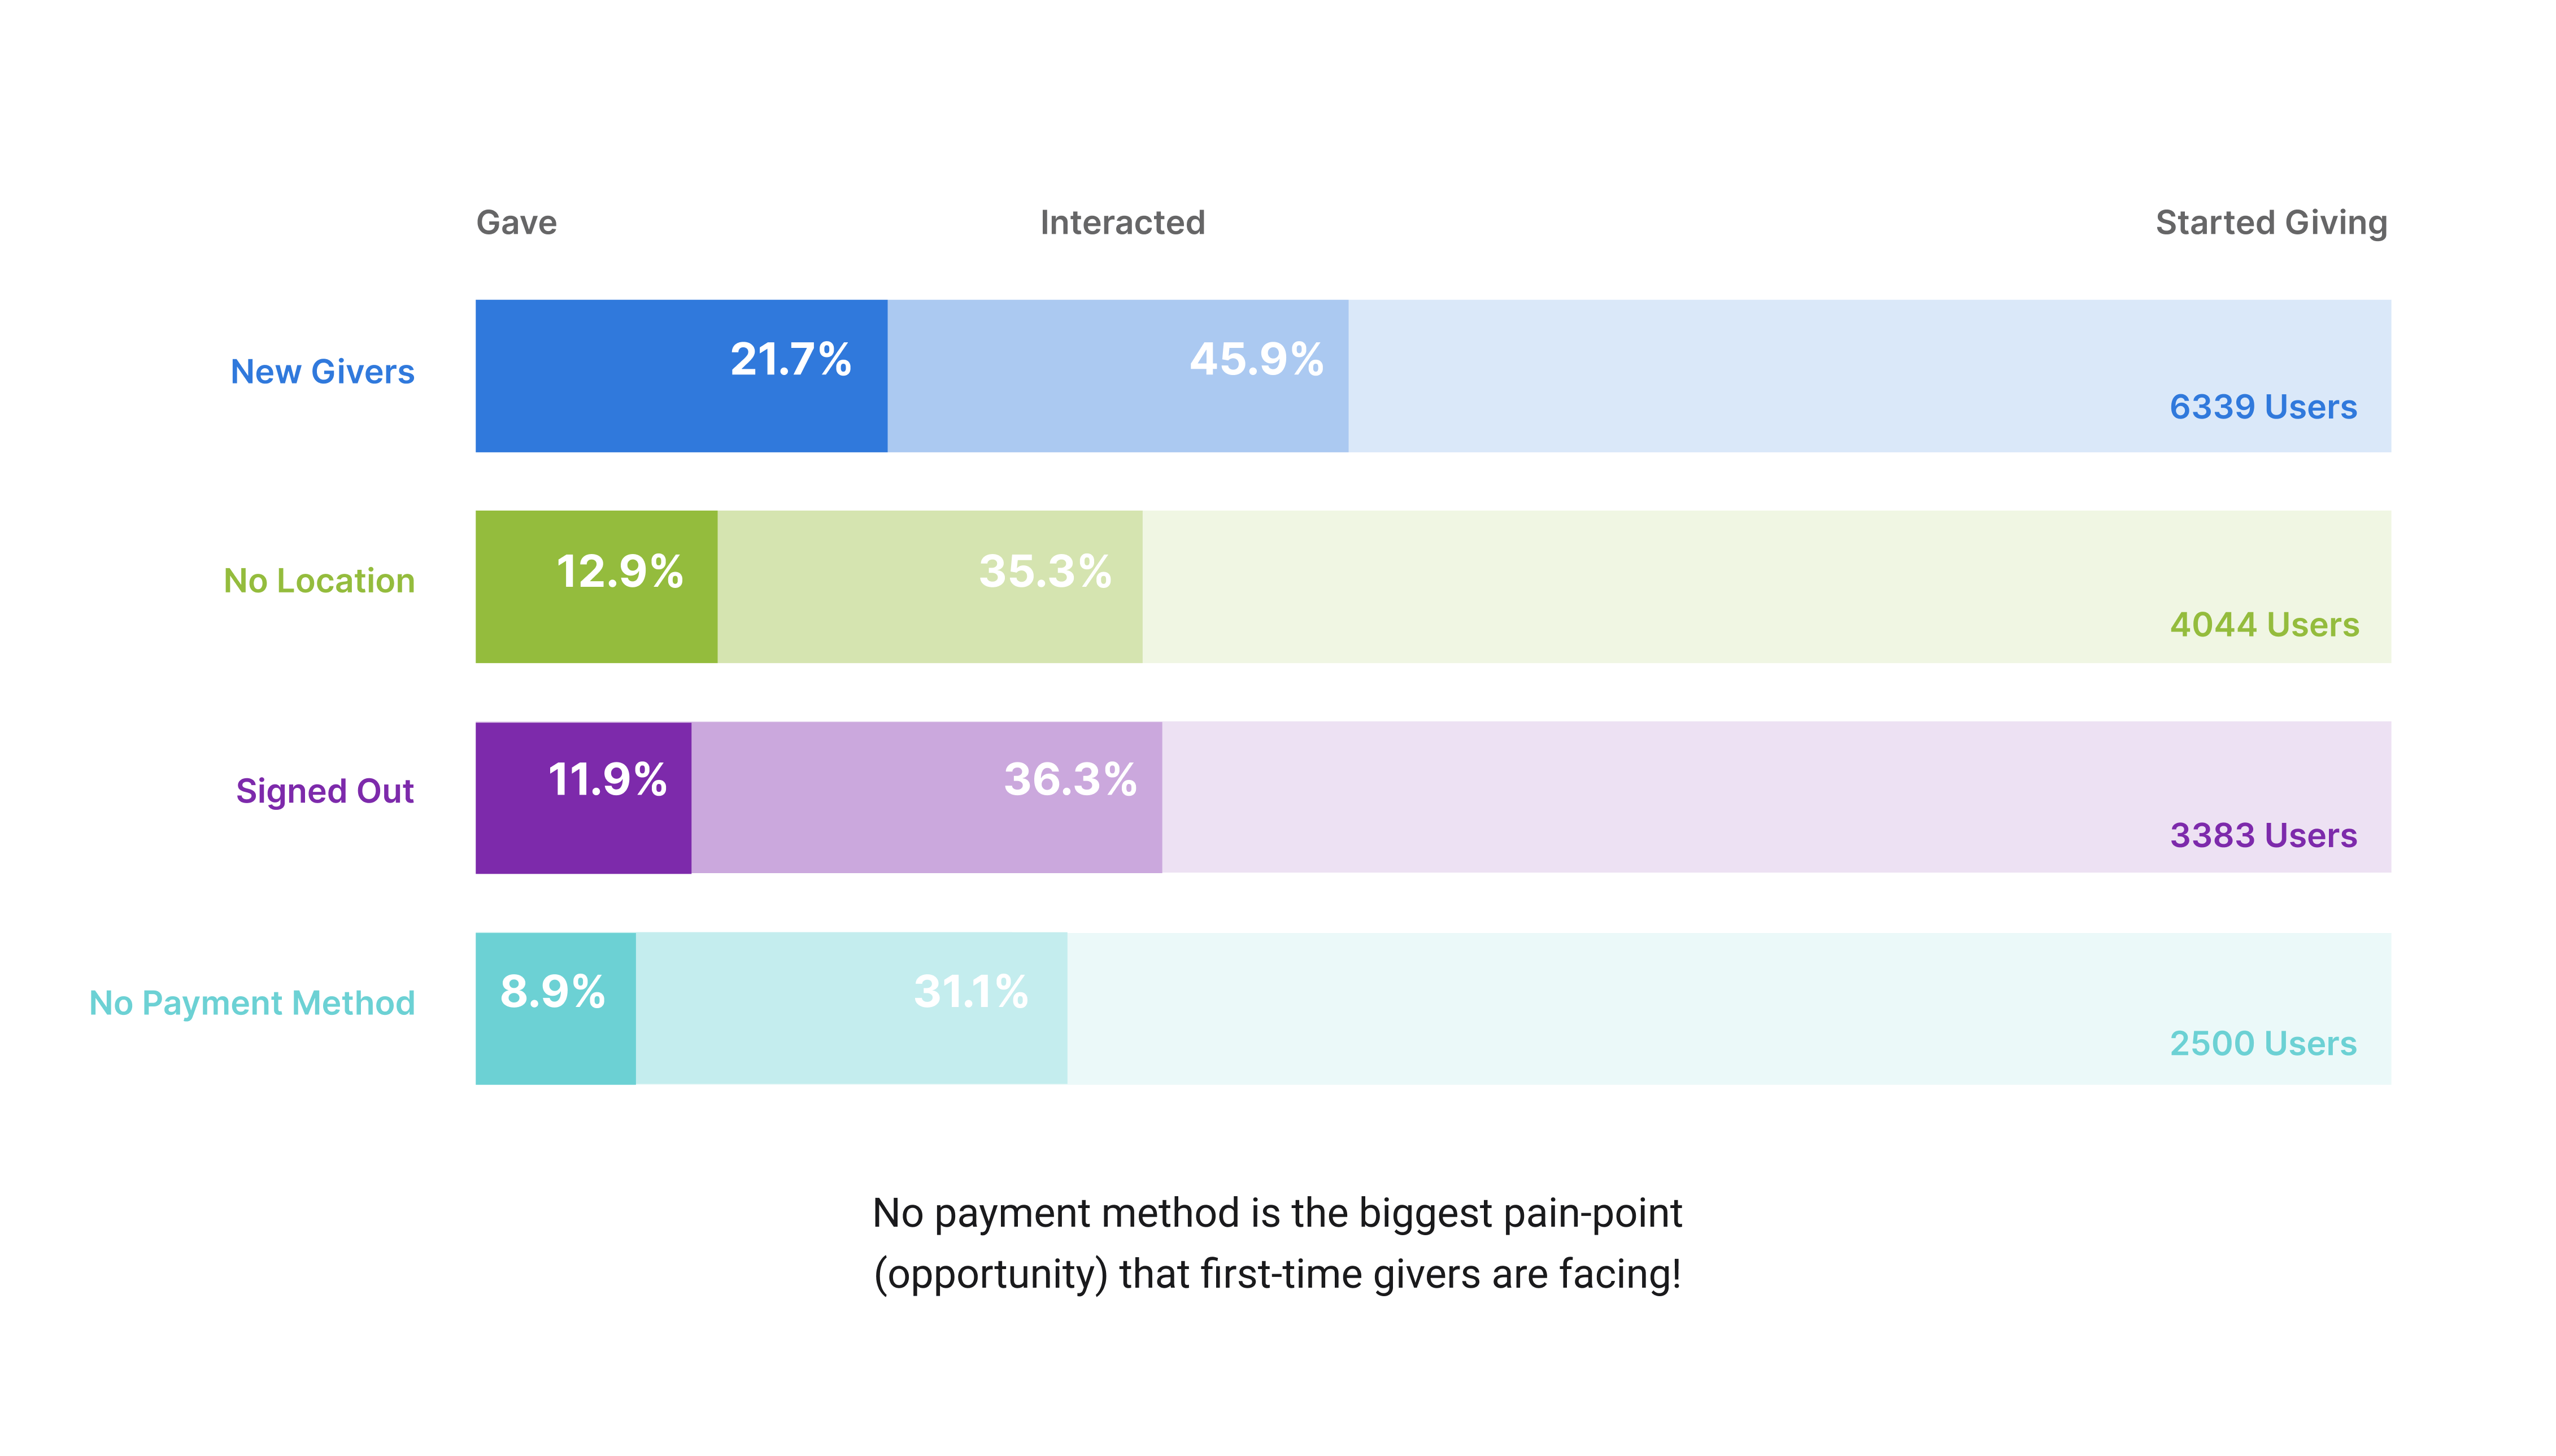 Gave Interacted Started Giving
New Givers 21.7% 45.9% 6339 Users
No Location 12.9% 35.3% 4044 Users
Signed Out 11.9% 36.3% 3383 Users
No Payment Method 8.9% 31.1% 2500 Users
No payment method is the biggest pain-point
(opportunity) that first-time givers are facing!